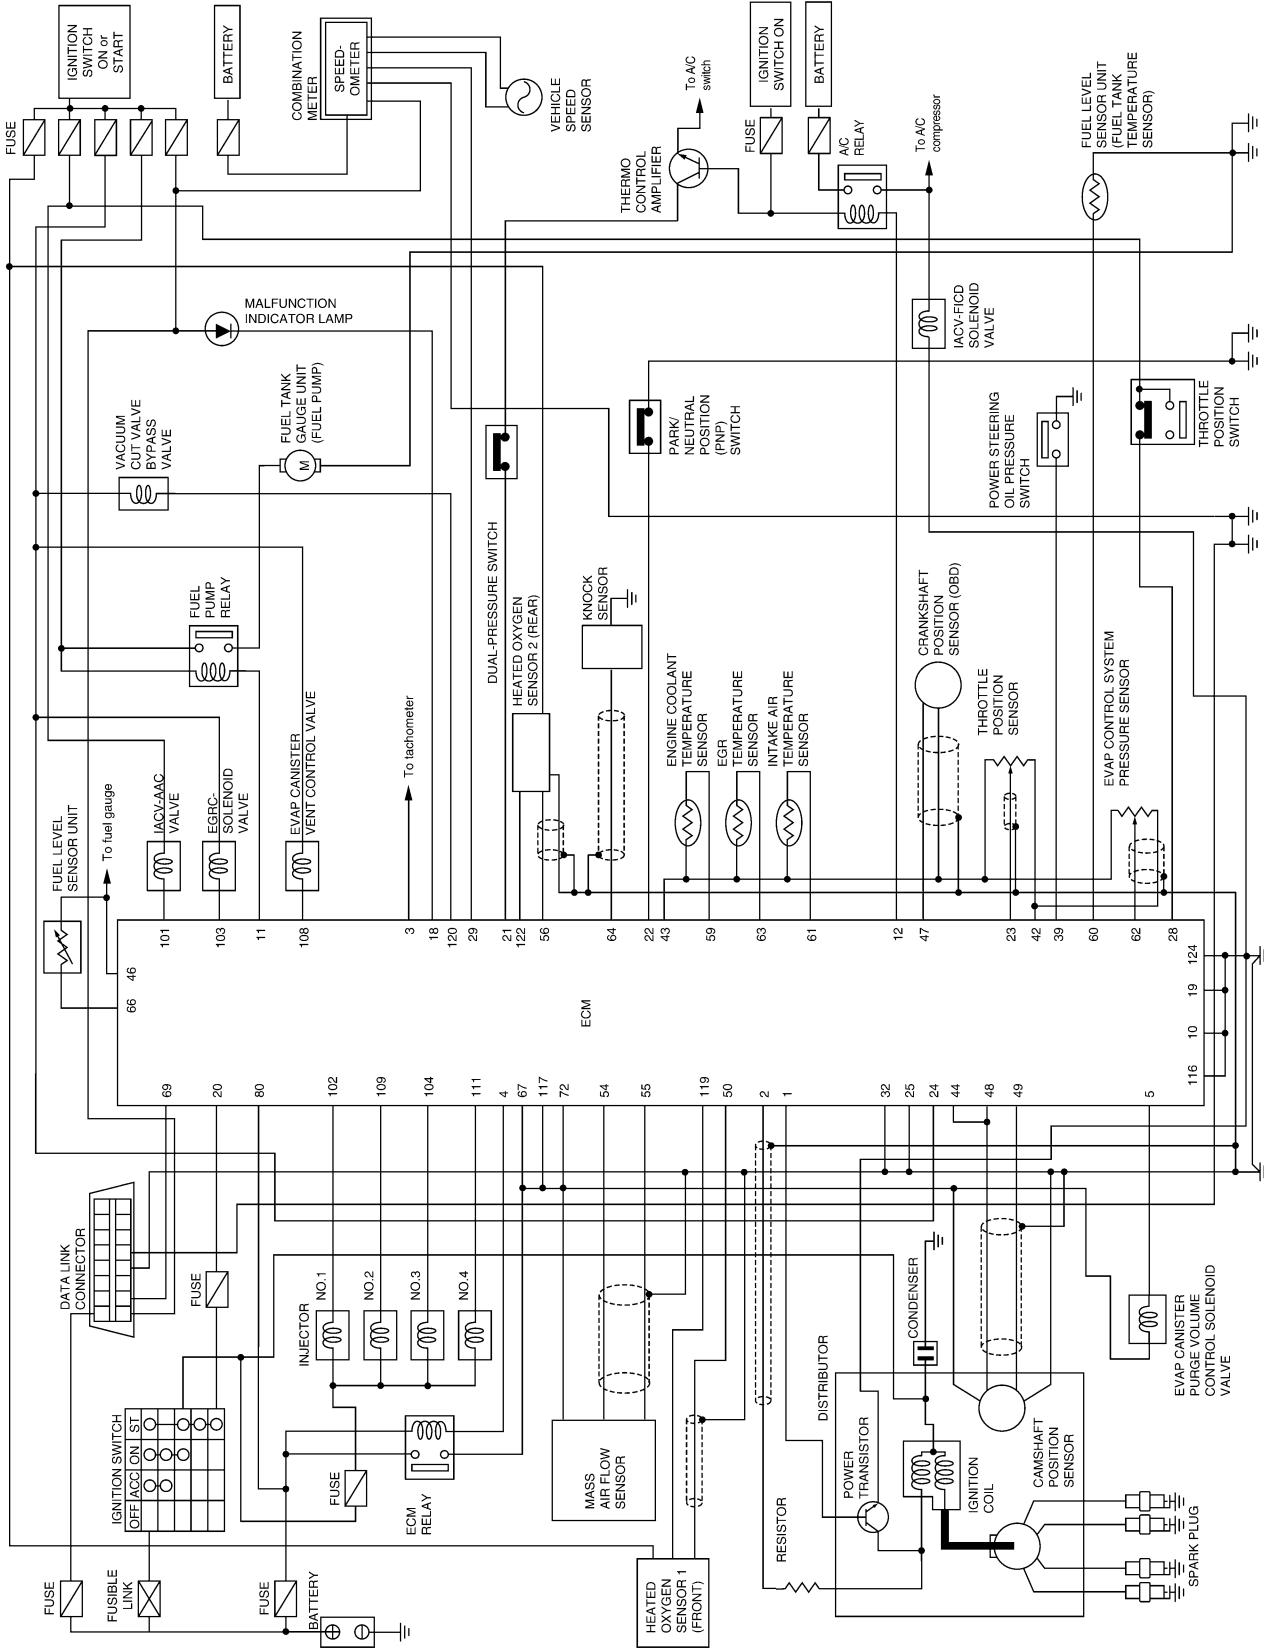 IGNITION
SWITCH
ON or
START
FUSE
BATTERY
COMBINATION
METER
SPEED-
OMETER
VEHICLE
SPEED
SENSOR
To A/C
switch
THERMO
CONTROL
AMPLIFIER
IGNITION
SWITCH ON
BATTERY
FUSE
A/C
RELAY
To A/C
compressor
FUEL LEVEL
SENSOR UNIT
(FUEL TANK
TEMPERATURE
SENSOR)
MALFUNCTION
INDICATOR LAMP
IACV-FICD
SOLENOID
VALVE
VACUUM
CUT VALVE
BYPASS
VALVE
FUEL TANK
GAUGE UNIT
(FUEL PUMP)
M
PARK/
NEUTRAL
POSITION
(PNP)
SWITCH
POWER STEERING
OIL PRESSURE
SWITCH
THROTTLE
POSITION
SWITCH
FUEL
PUMP
RELAY
DUAL-PRESSURE SWITCH
HEATED OXYGEN
SENSOR 2 (REAR)
KNOCK
SENSOR
CRANKSHAFT
POSITION
SENSOR (OBD)
ENGINE COOLANT
TEMPERATURE
SENSOR
EGR
TEMPERATURE
SENSOR
INTAKE AIR
TEMPERATURE
SENSOR
THROTTLE
POSITION
SENSOR
EVAP CONTROL SYSTEM
PRESSURE SENSOR
FUEL LEVEL
SENSOR UNIT
To fuel gauge
IACV-AAC
VALVE
EGRC-
SOLENOID
VALVE
EVAP CANISTER
VENT CONTROL VALVE
To tachometer
101
103
11
108
3
18
120
29
21
122
56
64
22
43
59
63
61
12
47
23
42
39
60
62
28
46
66
ECM
124
19
10
116
69
20
80
102
109
104
111
4
67
117
72
54
55
119
50
2
1
32
25
24
44
48
49
5
DATA LINK
CONNECTOR
FUSE
INJECTOR
NO.1
NO.2
NO.3
NO.4
CONDENSER
EVAP CANISTER
PURGE VOLUME
CONTROL SOLENOID
VALVE
IGNITION SWITCH
OFF
ACC
ON
ST
FUSE
ECM
RELAY
MASS
AIR FLOW
SENSOR
DISTRIBUTOR
POWER
TRANSISTOR
IGNITION
COIL
CAMSHAFT
POSITION
SENSOR
RESISTOR
SPARK PLUG
FUSE
FUSIBLE
LINK
FUSE
BATTERY
HEATED
OXYGEN
SENSOR 1
(FRONT)